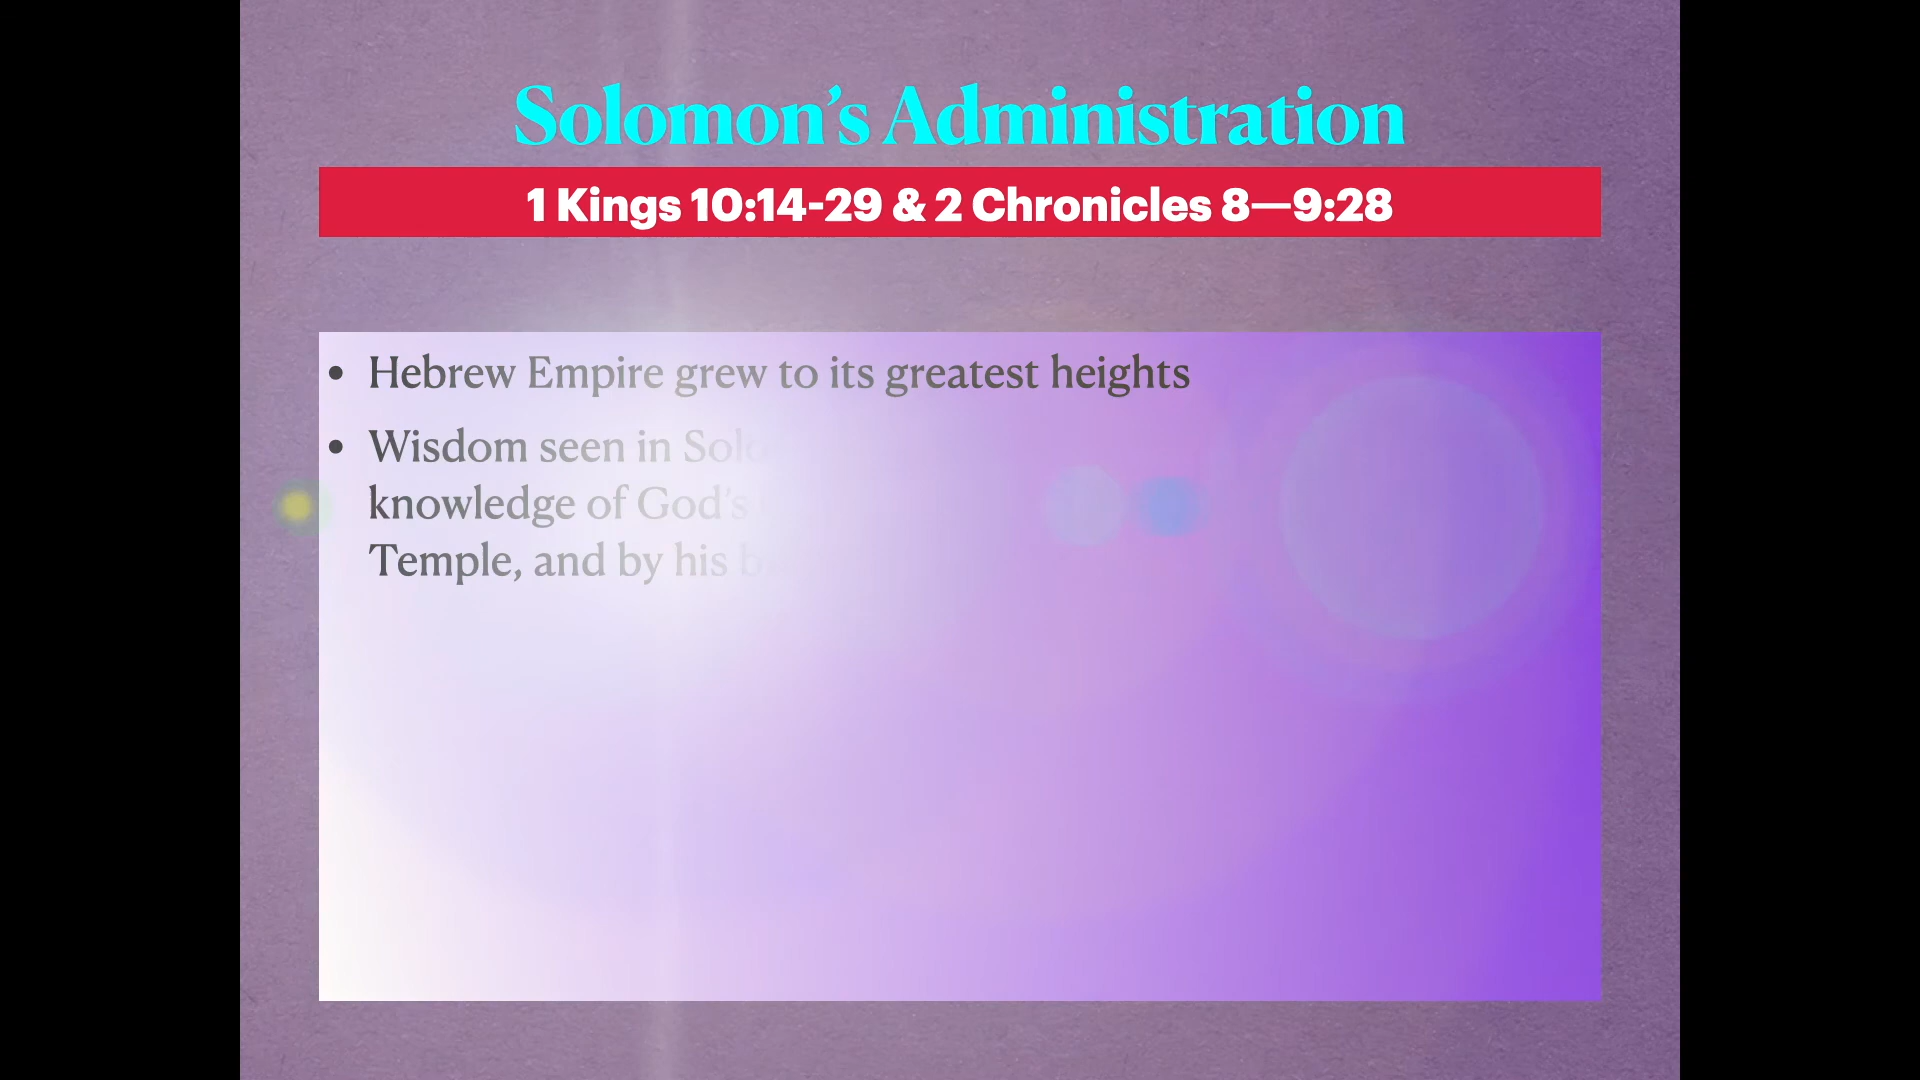 Solomon’s Administration
1 Kings 10:14-29 & 2 Chronicles 8—9:28
• Hebrew Empire grew to its greatest heights
• Wisdom seen in
knowledge of God's
Temple, and by his